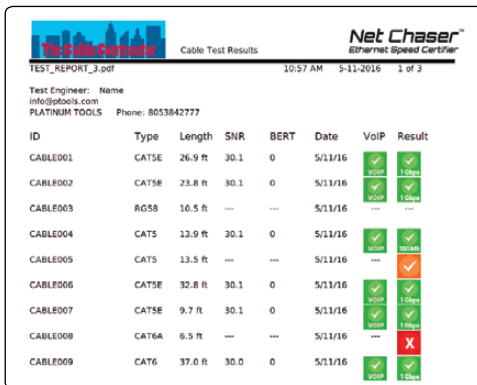 The Cable Contractor
Cable Test Results
Net Chaser™
Ethernet Speed Certifier
TEST_REPORT_3.pdf 10:57 AM 5-11-2016 1 of 3
Test Engineer: Name
info@ptools.com
PLATINUM TOOLS Phone: 8053842777
ID Type Length SNR BERT Date VoIP Result
CABLE001 CAT5E 26.9 ft 30.1 0 5/11/16 VOIP 1 Gbps
CABLE002 CAT5E 23.8 ft 30.1 0 5/11/16 VOIP 1 Gbps
CABLE003 RG58 10.5 ft --- --- 5/11/16 --- ---
CABLE004 CAT5 13.9 ft 30.1 0 5/11/16 VOIP 100 Mb
CABLE005 CAT5 13.5 ft --- --- 5/11/16 ---
CABLE006 CAT5E 32.8 ft 30.1 0 5/11/16 VOIP 1 Gbps
CABLE007 CAT5E 9.7 ft 30.1 0 5/11/16 VOIP 1 Gbps
CABLE008 CAT6A 6.5 ft --- --- 5/11/16 --- X
CABLE009 CAT6 37.0 ft 30.0 0 5/11/16 VOIP 1 Gbps